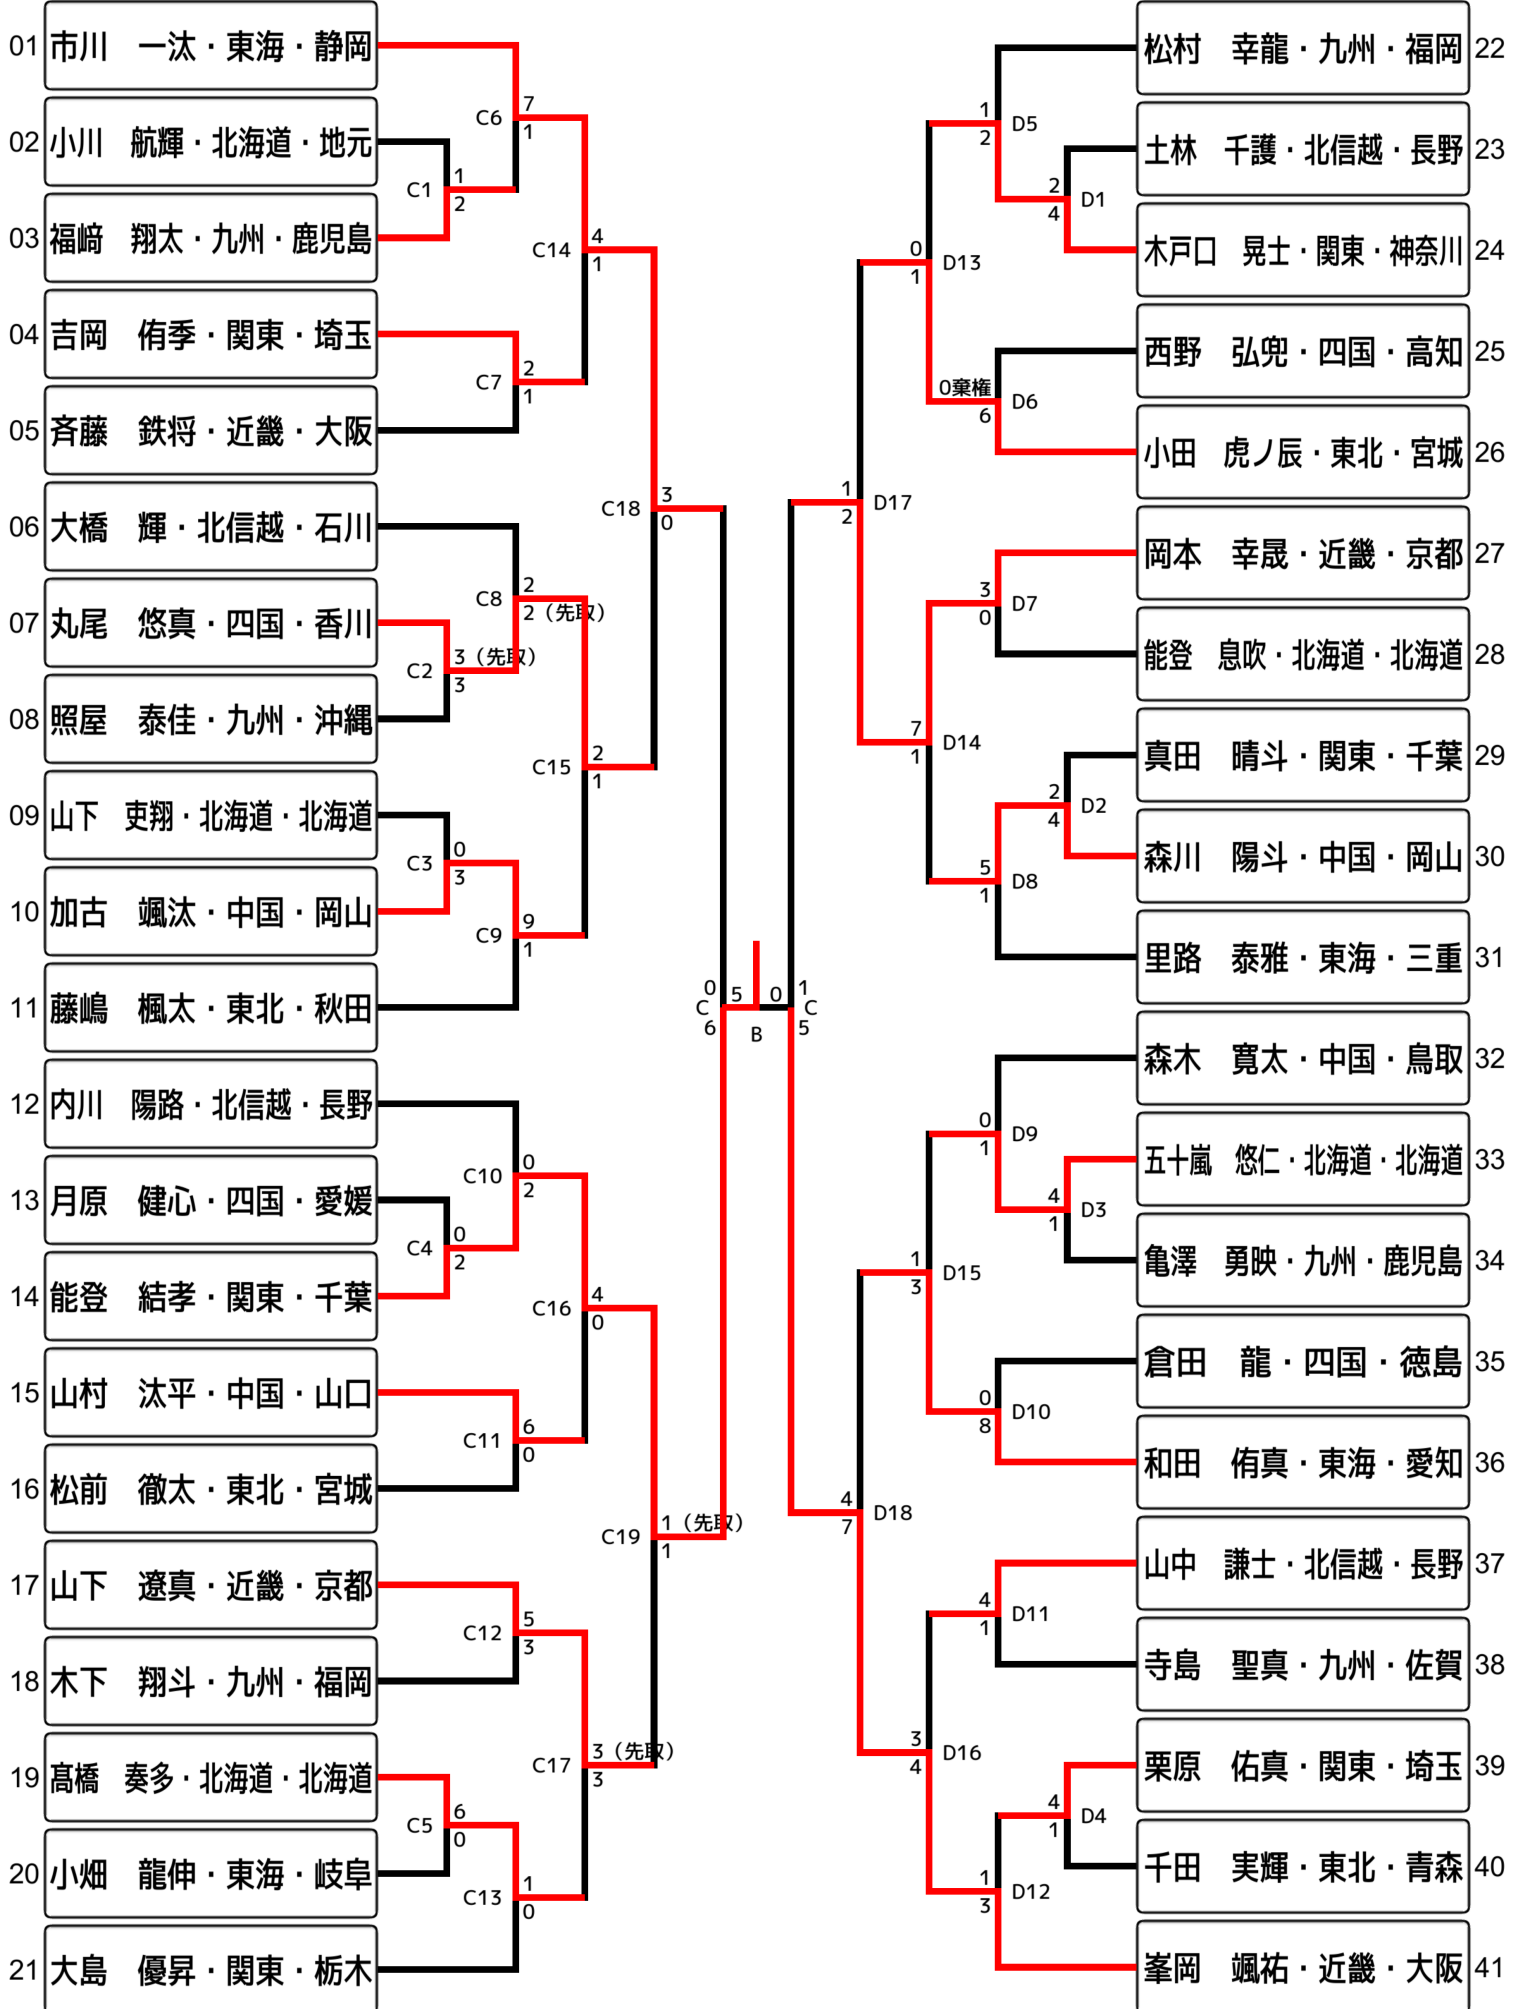 01 市川　一汰・東海・静岡
02 小川　航輝・北海道・地元
03 福﨑　翔太・九州・鹿児島
04 吉岡　侑季・関東・埼玉
05 斉藤　鉄将・近畿・大阪
06 大橋　輝・北信越・石川
07 丸尾　悠真・四国・香川
08 照屋　泰佳・九州・沖縄
09 山下　吏翔・北海道・北海道
10 加古　颯汰・中国・岡山
11 藤嶋　楓太・東北・秋田
12 内川　陽路・北信越・長野
13 月原　健心・四国・愛媛
14 能登　結孝・関東・千葉
15 山村　汰平・中国・山口
16 松前　徹太・東北・宮城
17 山下　遼真・近畿・京都
18 木下　翔斗・九州・福岡
19 髙橋　奏多・北海道・北海道
20 小畑　龍伸・東海・岐阜
21 大島　優昇・関東・栃木
C1 1 2
C2 3（先取） 3
C3 0 3
C4 0 2
C5 6 0
C6 7 1
C7 2 1
C8 2 2（先取）
C9 9 1
C10 0 2
C11 6 0
C12 5 3
C13 1 0
C14 4 1
C15 2 1
C16 4 0
C17 3（先取） 3
C18 3 0
C19 1（先取） 1
0 C 6
5 B 0
1 C 5
D17 1 2
D18 4 7
D13 0 1
D14 7 1
D15 1 3
D16 3 4
D5 1 2
D6 0棄権 6
D7 3 0
D8 5 1
D9 0 1
D10 0 8
D11 4 1
D12 1 3
D1 2 4
D2 2 4
D3 4 1
D4 4 1
松村　幸龍・九州・福岡 22
土林　千護・北信越・長野 23
木戸口　晃士・関東・神奈川 24
西野　弘兜・四国・高知 25
小田　虎ノ辰・東北・宮城 26
岡本　幸晟・近畿・京都 27
能登　息吹・北海道・北海道 28
真田　晴斗・関東・千葉 29
森川　陽斗・中国・岡山 30
里路　泰雅・東海・三重 31
森木　寛太・中国・鳥取 32
五十嵐　悠仁・北海道・北海道 33
亀澤　勇映・九州・鹿児島 34
倉田　龍・四国・徳島 35
和田　侑真・東海・愛知 36
山中　謙士・北信越・長野 37
寺島　聖真・九州・佐賀 38
栗原　佑真・関東・埼玉 39
千田　実輝・東北・青森 40
峯岡　颯祐・近畿・大阪 41